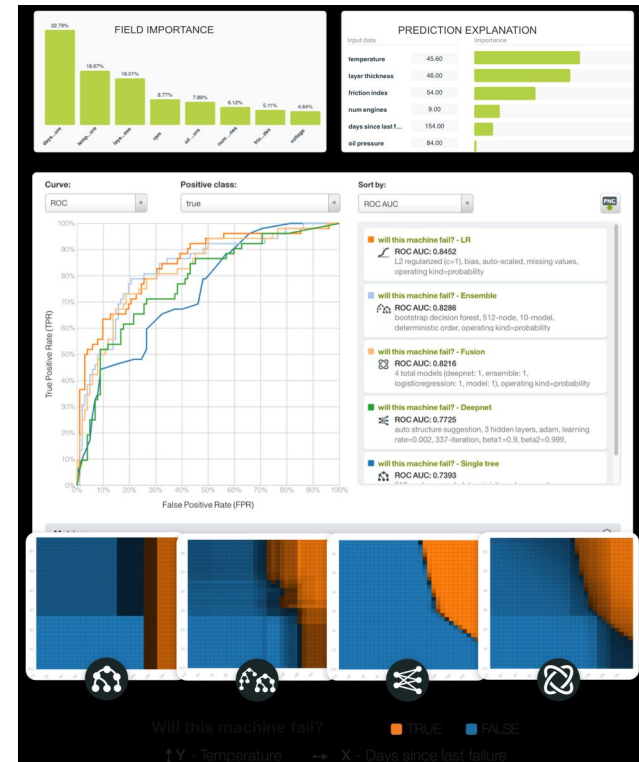 FIELD IMPORTANCE
32.79%
18.67%
16.01%
8.77%
7.89%
6.12%
5.11%
4.64%
days...ure
temp...ure
laye...ess
rpm
oil ...ure
num ...nes
fric...dex
voltage
PREDICTION EXPLANATION
Input data
Importance
temperature 45.60
layer thickness 46.00
friction index 54.00
num engines 9.00
days since last f... 154.00
oil pressure 84.00
Curve:
ROC
Positive class:
true
Sort by:
ROC AUC
PNG
100%
90%
80%
70%
60%
50%
40%
30%
20%
10%
0%
True Positive Rate (TPR)
0% 10% 20% 30% 40% 50% 60% 70% 80% 90% 100%
False Positive Rate (FPR)
will this machine fail? - LR
ROC AUC: 0.8452
L2 regularized (c=1), bias, auto-scaled, missing values,
operating kind=probability
will this machine fail? - Ensemble
ROC AUC: 0.8286
bootstrap decision forest, 512-node, 10-model,
deterministic order, operating kind=probability
will this machine fail? - Fusion
ROC AUC: 0.8216
4 total models (deepnet: 1, ensemble: 1,
logisticregression: 1, model: 1), operating kind=probability
will this machine fail? - Deepnet
ROC AUC: 0.7725
auto structure suggestion, 3 hidden layers, adam, learning
rate=0.002, 337-iteration, beta1=0.9, beta2=0.999,
will this machine fail? - Single tree
ROC AUC: 0.7393
Will this machine fail?
TRUE
FALSE
Y - Temperature
X - Days since last failure